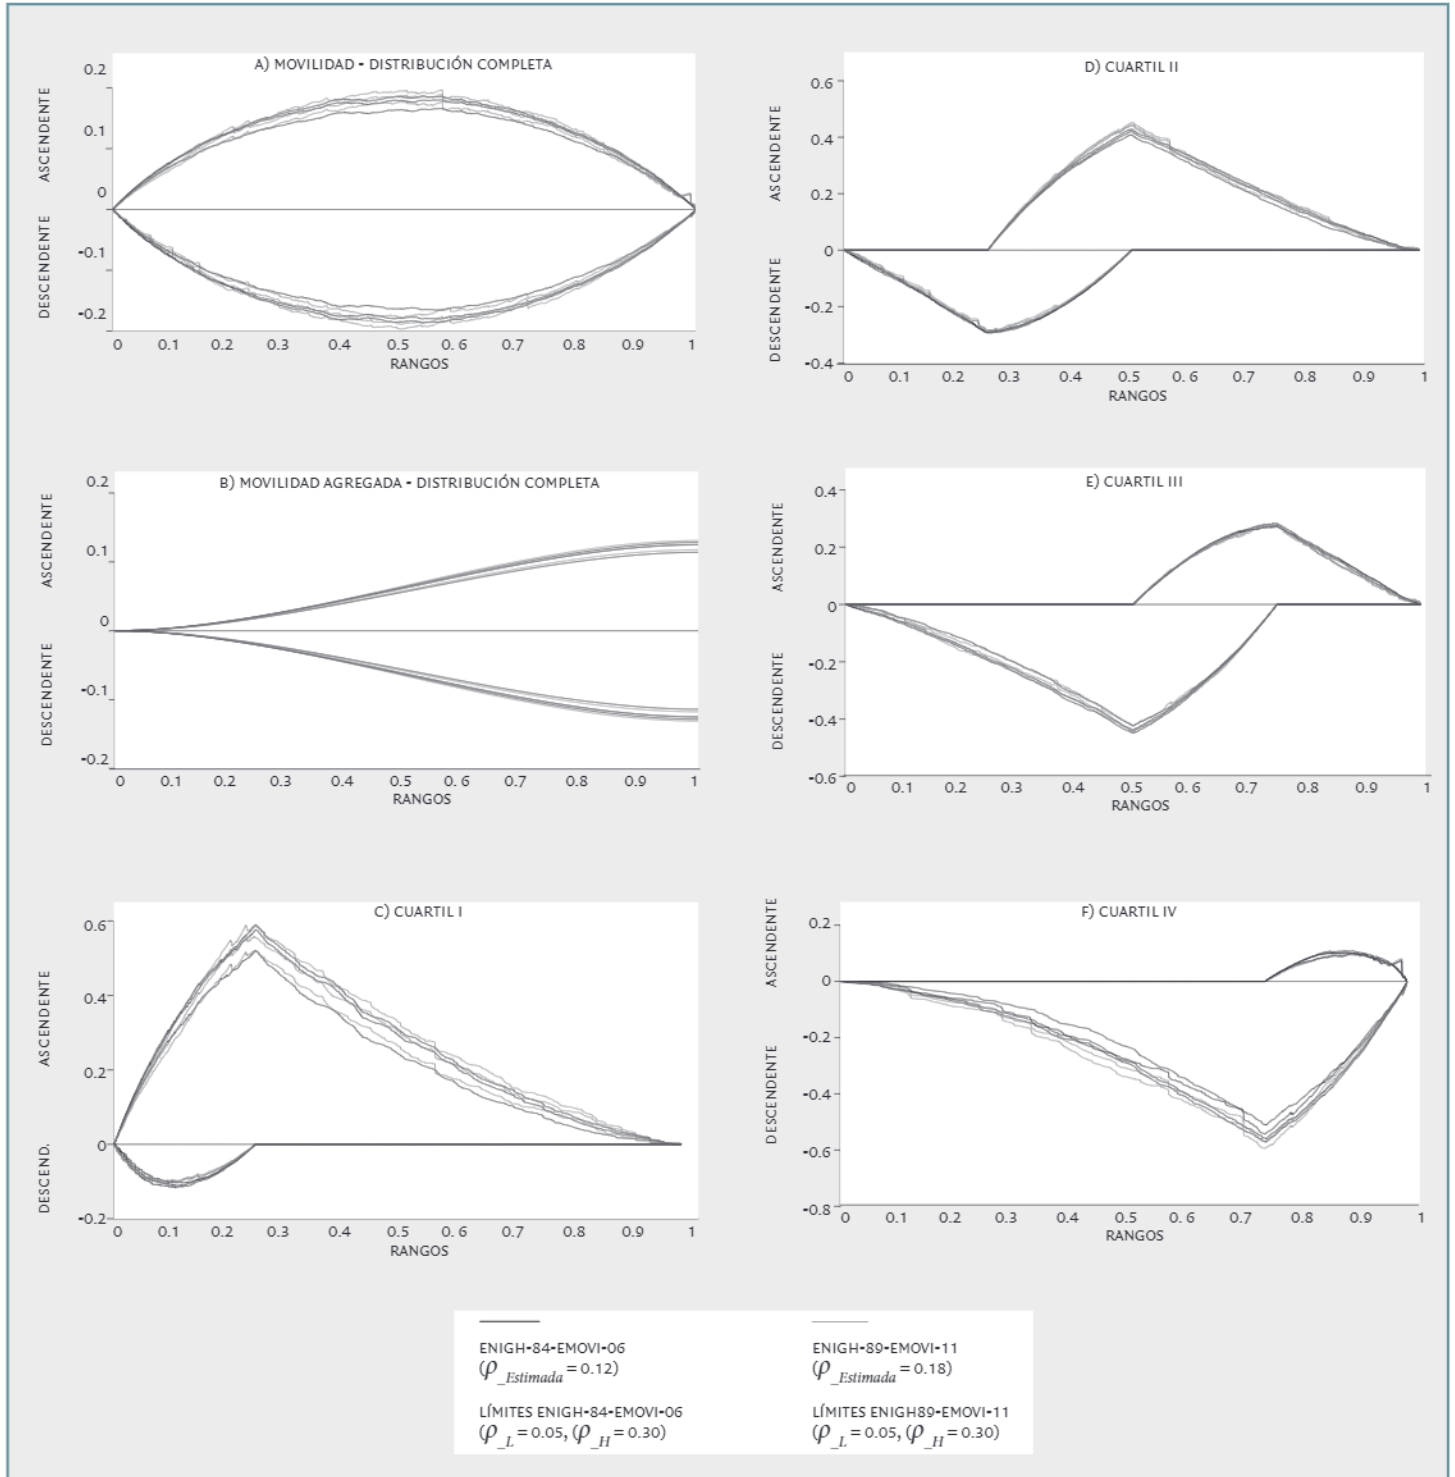 A) MOVILIDAD - DISTRIBUCIÓN COMPLETA
ASCENDENTE
DESCENDENTE
0.2
0.1
0
-0.1
-0.2
0 0.1 0.2 0.3 0.4 0.5 0.6 0.7 0.8 0.9 1
RANGOS
B) MOVILIDAD AGREGADA - DISTRIBUCIÓN COMPLETA
ASCENDENTE
DESCENDENTE
0.2
0.1
0
-0.1
-0.2
0 0.1 0.2 0.3 0.4 0.5 0.6 0.7 0.8 0.9 1
RANGOS
C) CUARTIL I
ASCENDENTE
DESCEND.
0.6
0.4
0.2
0
-0.2
0 0.1 0.2 0.3 0.4 0.5 0.6 0.7 0.8 0.9 1
RANGOS
D) CUARTIL II
ASCENDENTE
DESCENDENTE
0.6
0.4
0.2
0
-0.2
-0.4
0 0.1 0.2 0.3 0.4 0.5 0.6 0.7 0.8 0.9 1
RANGOS
E) CUARTIL III
ASCENDENTE
DESCENDENTE
0.4
0.2
0
-0.2
-0.4
-0.6
0 0.1 0.2 0.3 0.4 0.5 0.6 0.7 0.8 0.9 1
RANGOS
F) CUARTIL IV
ASCENDENTE
DESCENDENTE
0.2
0
-0.2
-0.4
-0.6
-0.8
0 0.1 0.2 0.3 0.4 0.5 0.6 0.7 0.8 0.9 1
RANGOS
ENIGH-84-EMOVI-06
(φ_Estimada = 0.12)
LÍMITES ENIGH-84-EMOVI-06
(φ_L = 0.05, (φ_H = 0.30)
ENIGH-89-EMOVI-11
(φ_Estimada = 0.18)
LÍMITES ENIGH89-EMOVI-11
(φ_L = 0.05, (φ_H = 0.30)